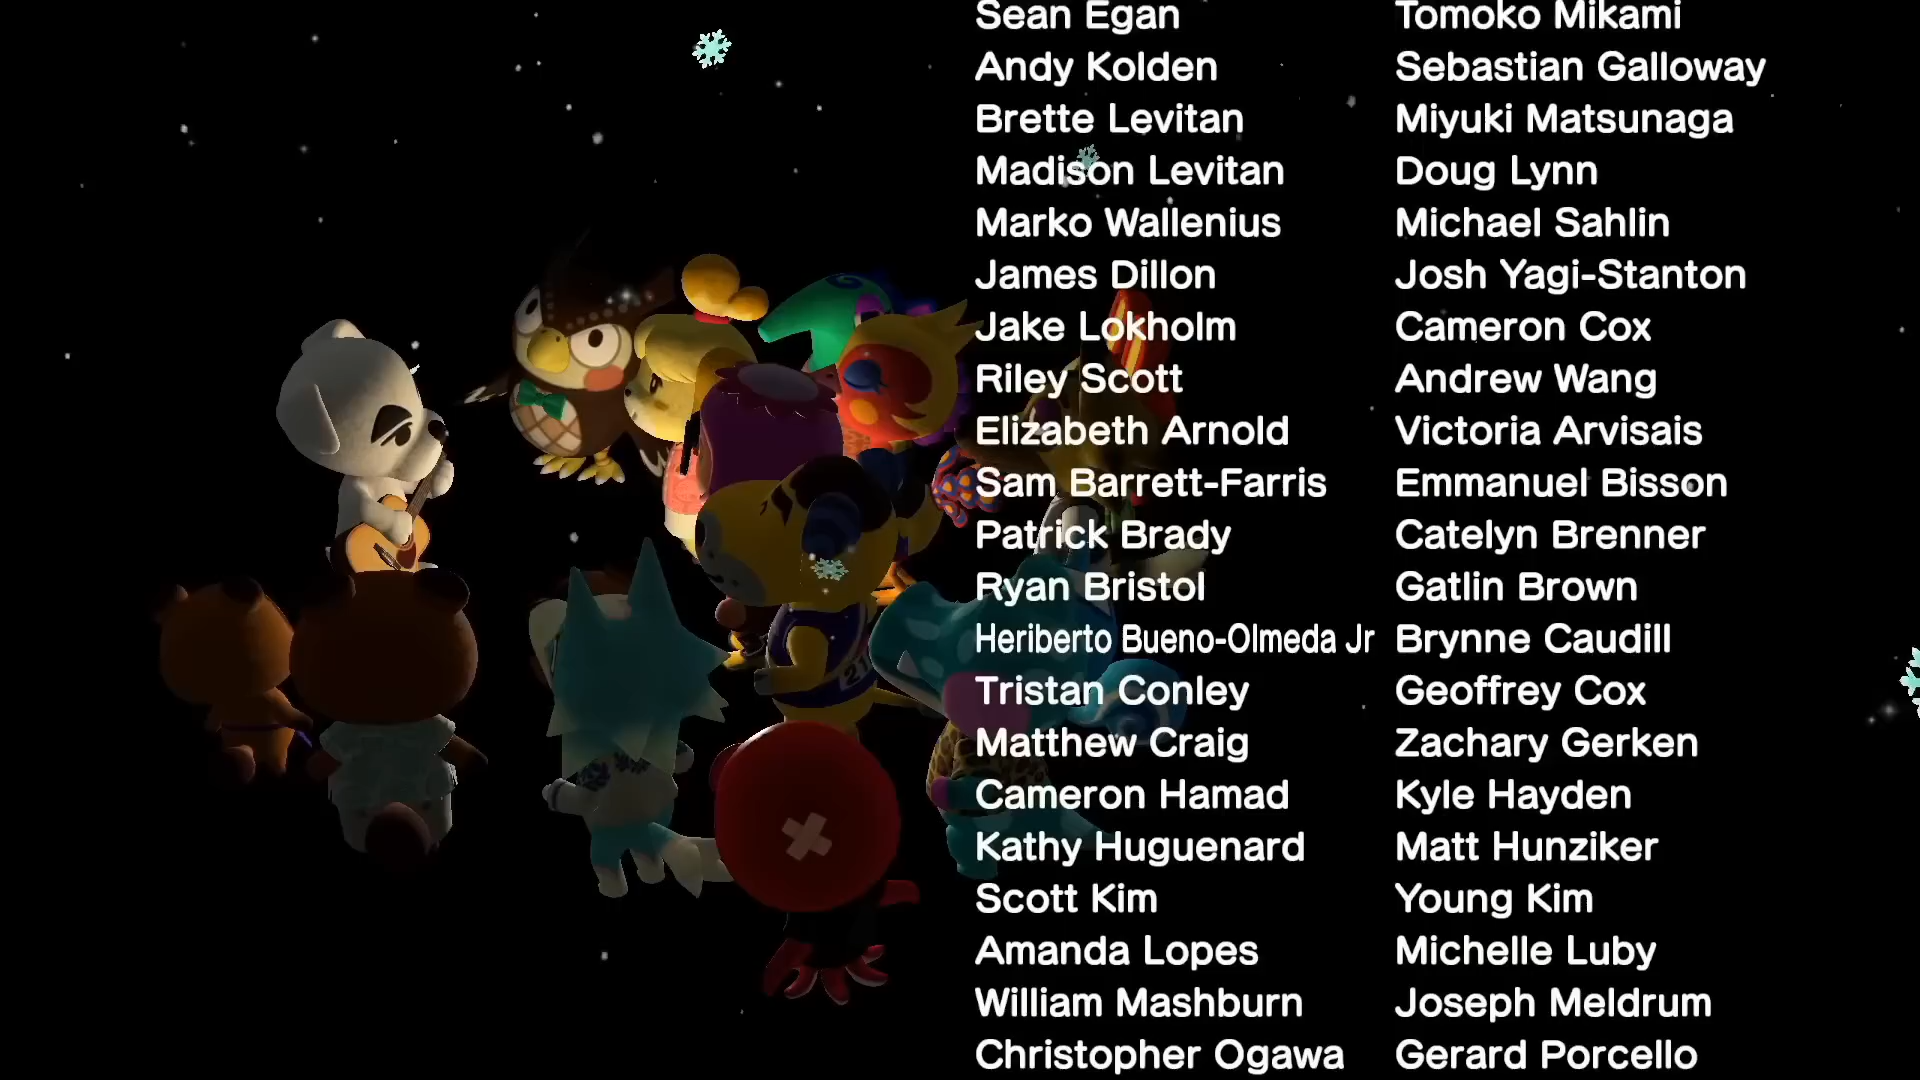 Sean Egan Tomoko Mikami
Andy Kolden Sebastian Galloway
Brette Levitan Miyuki Matsunaga
Madison Levitan Doug Lynn
Marko Wallenius Michael Sahlin
James Dillon Josh Yagi-Stanton
Jake Lokholm Cameron Cox
Riley Scott Andrew Wang
Elizabeth Arnold Victoria Arvisais
Sam Barrett-Farris Emmanuel Bisson
Patrick Brady Catelyn Brenner
Ryan Bristol Gatlin Brown
Heriberto Bueno-Olmeda Jr Brynne Caudill
Tristan Conley Geoffrey Cox
Matthew Craig Zachary Gerken
Cameron Hamad Kyle Hayden
Kathy Huguenard Matt Hunziker
Scott Kim Young Kim
Amanda Lopes Michelle Luby
William Mashburn Joseph Meldrum
Christopher Ogawa Gerard Porcello